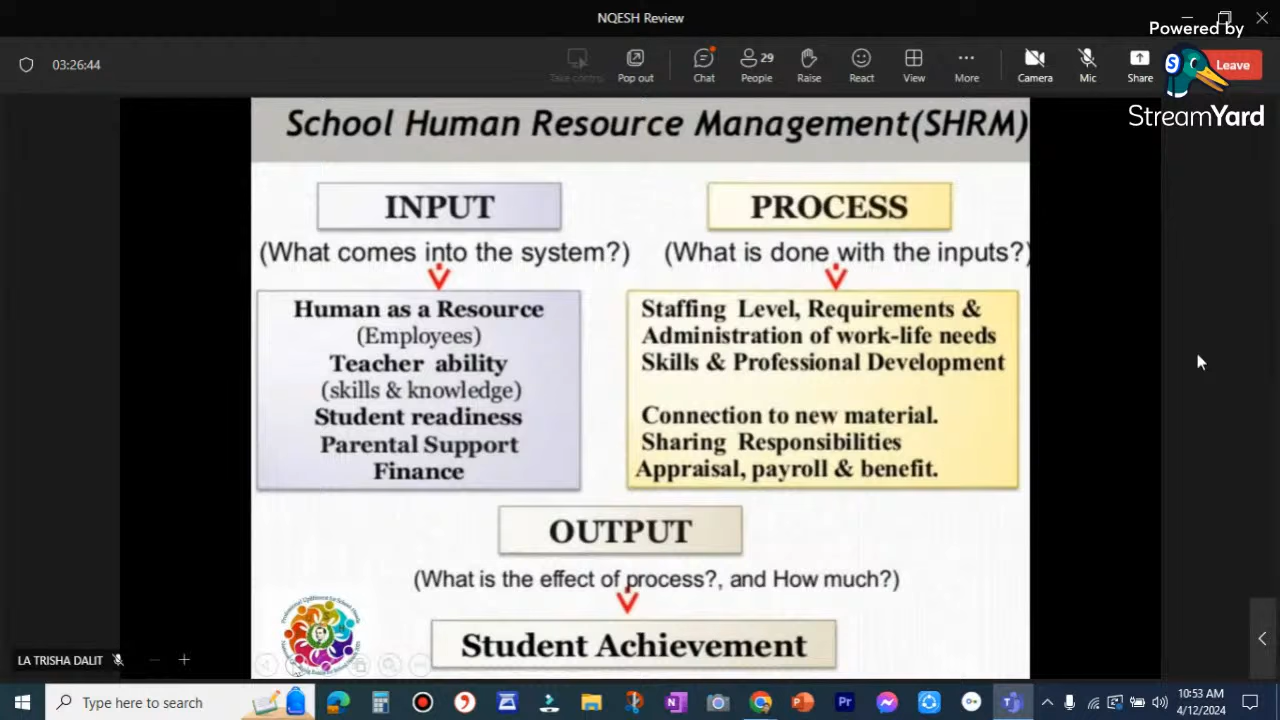 NQESH Review
Powered by
StreamYard
03:26:44
Take control
Pop out
Chat
29
People
Raise
React
View
More
Camera
Mic
Share
Leave
School Human Resource Management(SHRM)
INPUT
(What comes into the system?)
Human as a Resource
(Employees)
Teacher ability
(skills & knowledge)
Student readiness
Parental Support
Finance
PROCESS
(What is done with the inputs?)
Staffing Level, Requirements &
Administration of work-life needs
Skills & Professional Development
Connection to new material.
Sharing Responsibilities
Appraisal, payroll & benefit.
OUTPUT
(What is the effect of process?, and How much?)
Student Achievement
LA TRISHA DALIT
Type here to search
Pr
10:53 AM
4/12/2024